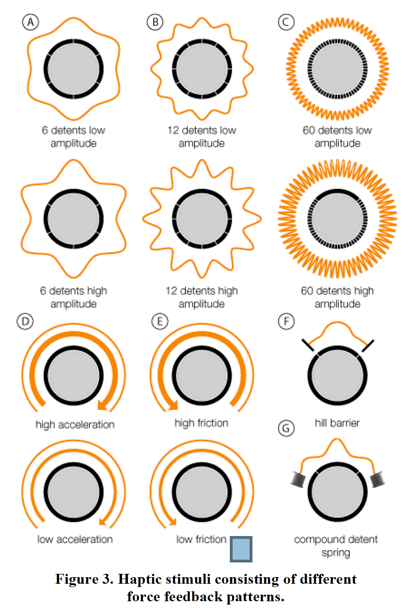 A
B
C
6 detents low
amplitude
12 detents low
amplitude
60 detents low
amplitude
6 detents high
amplitude
12 detents high
amplitude
60 detents high
amplitude
D
E
F
high acceleration
high friction
hill barrier
G
low acceleration
low friction
compound detent
spring
Figure 3. Haptic stimuli consisting of different
force feedback patterns.